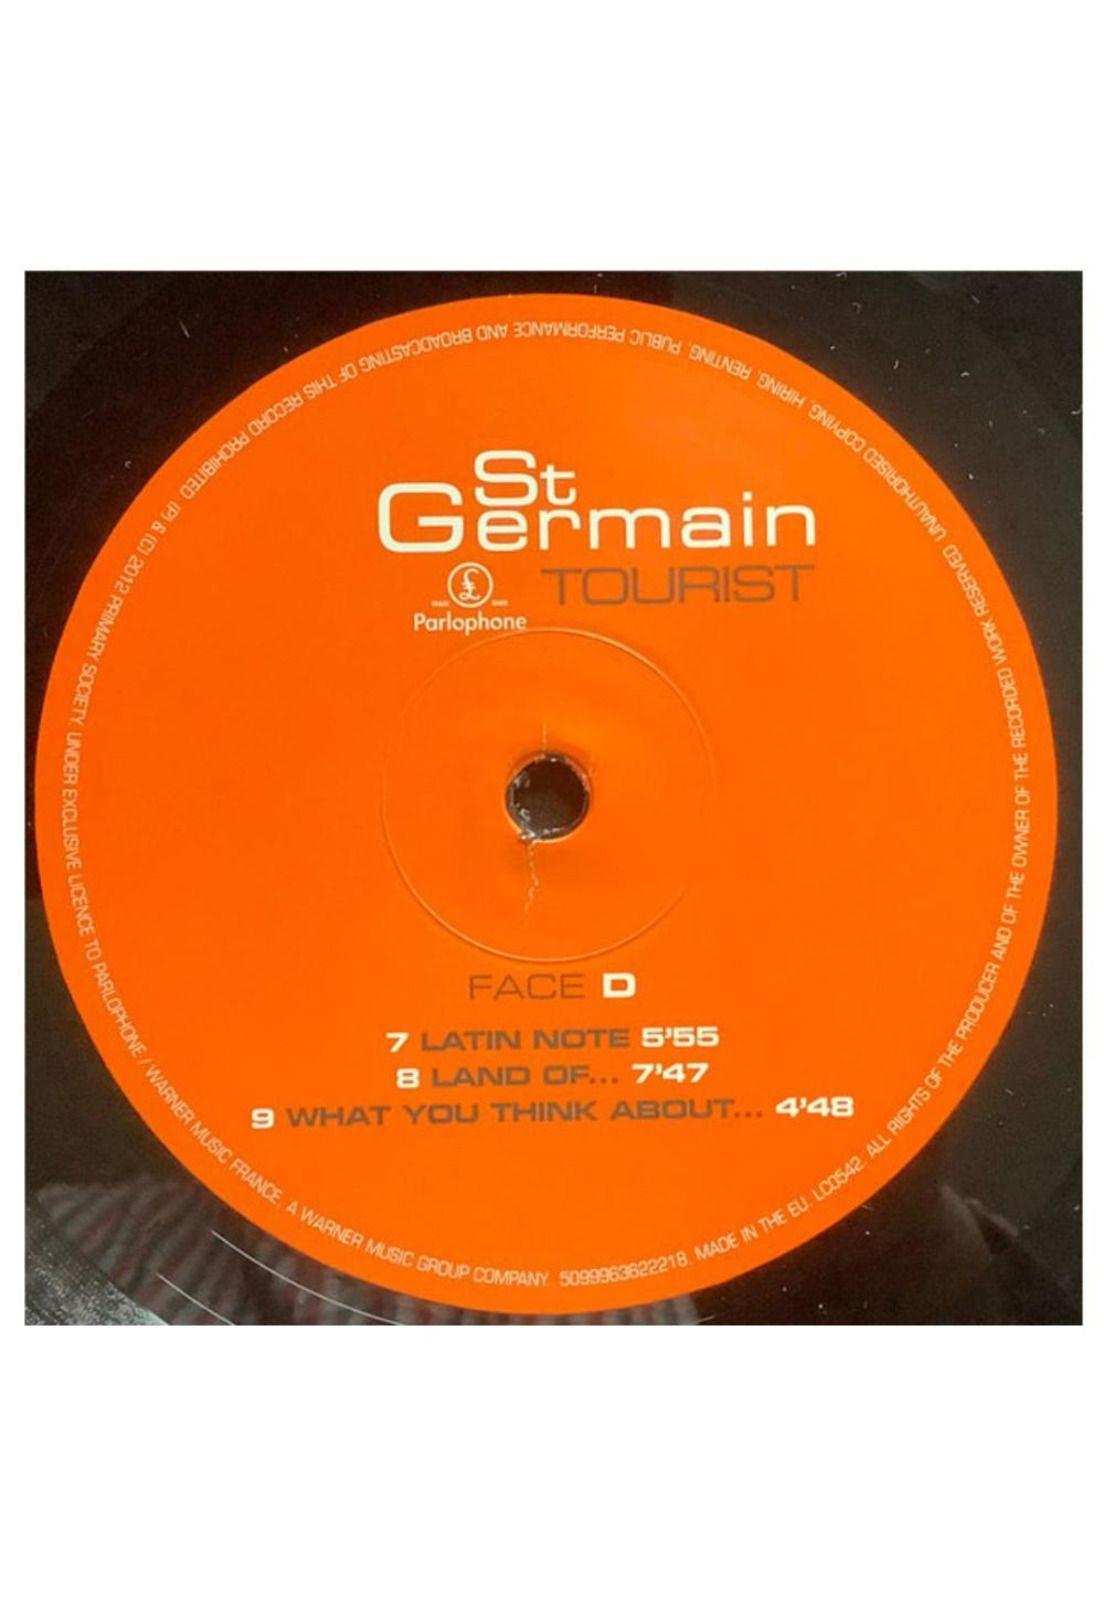 St
Germain
TOURIST
TRADE MARK
Parlophone
FACE D
7 LATIN NOTE 5'55
8 LAND OF... 7'47
9 WHAT YOU THINK ABOUT... 4'48
(P) & (C) 2012 PRIMARY SOCIETY, UNDER EXCLUSIVE LICENCE TO PARLOPHONE / WARNER MUSIC FRANCE, A WARNER MUSIC GROUP COMPANY. 5099963622218. MADE IN THE EU. LC0542. ALL RIGHTS OF THE PRODUCER AND OF THE OWNER OF THE RECORDED WORK RESERVED. UNAUTHORISED COPYING, HIRING, RENTING, PUBLIC PERFORMANCE AND BROADCASTING OF THIS RECORD PROHIBITED